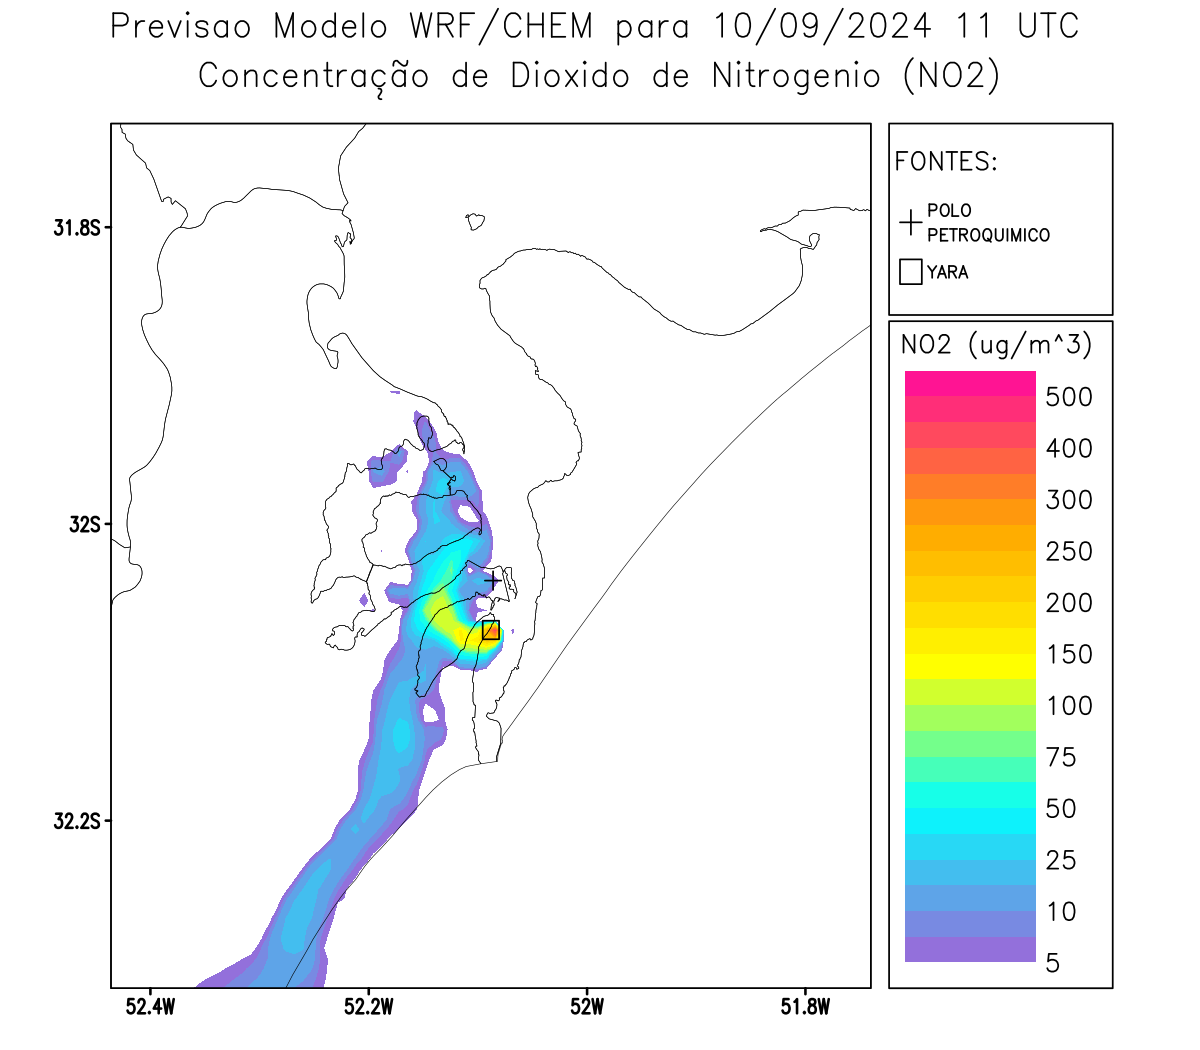 Previsao Modelo WRF/CHEM para 10/09/2024 11 UTC
Concentração de Dioxido de Nitrogenio (NO2)
FONTES:
POLO
PETROQUIMICO
YARA
31.8S
32S
32.2S
52.4W
52.2W
52W
51.8W
NO2 (ug/m^3)
500
400
300
250
200
150
100
75
50
25
10
5